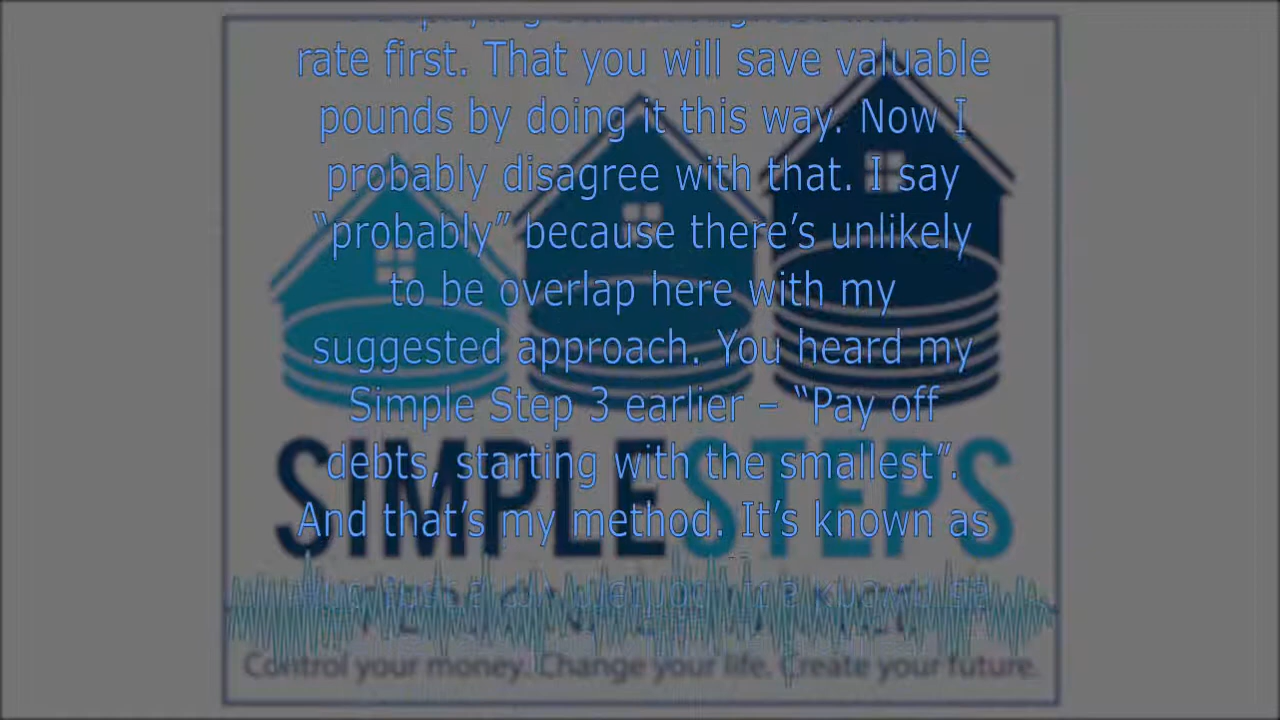 rate first. That you will save valuable
pounds by doing it this way. Now I
probably disagree with that. I say
“probably” because there’s unlikely
to be overlap here with my
suggested approach. You heard my
Simple Step 3 earlier – “Pay off
debts, starting with the smallest”.
And that’s my method. It’s known as
SIMPLESTEPS
Control your money. Change your life. Create your future.